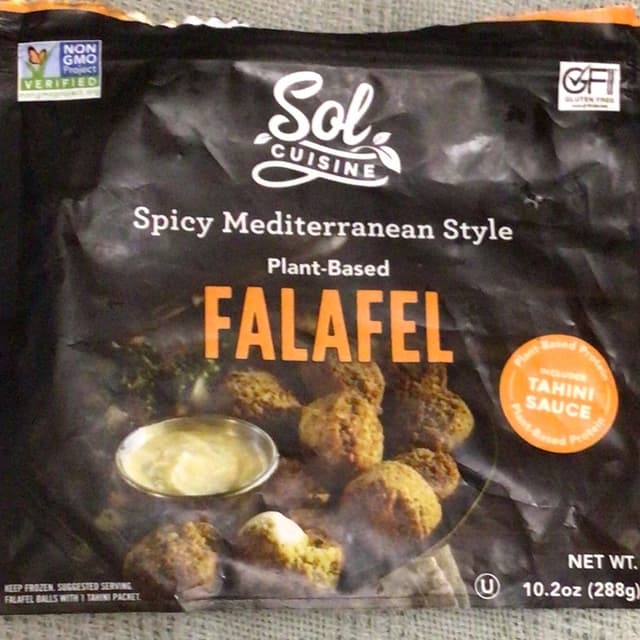 NON
GMO
Project
VERIFIED
nongmoproject.org
GF
GLUTEN FREE
Sol
CUISINE
Spicy Mediterranean Style
Plant-Based
FALAFEL
Plant-Based Protein
INCLUDES
TAHINI
SAUCE
Plant-Based Protein
KEEP FROZEN. SUGGESTED SERVING
FALAFEL BALLS WITH 1 TAHINI PACKET.
U
NET WT.
10.2oz (288g)